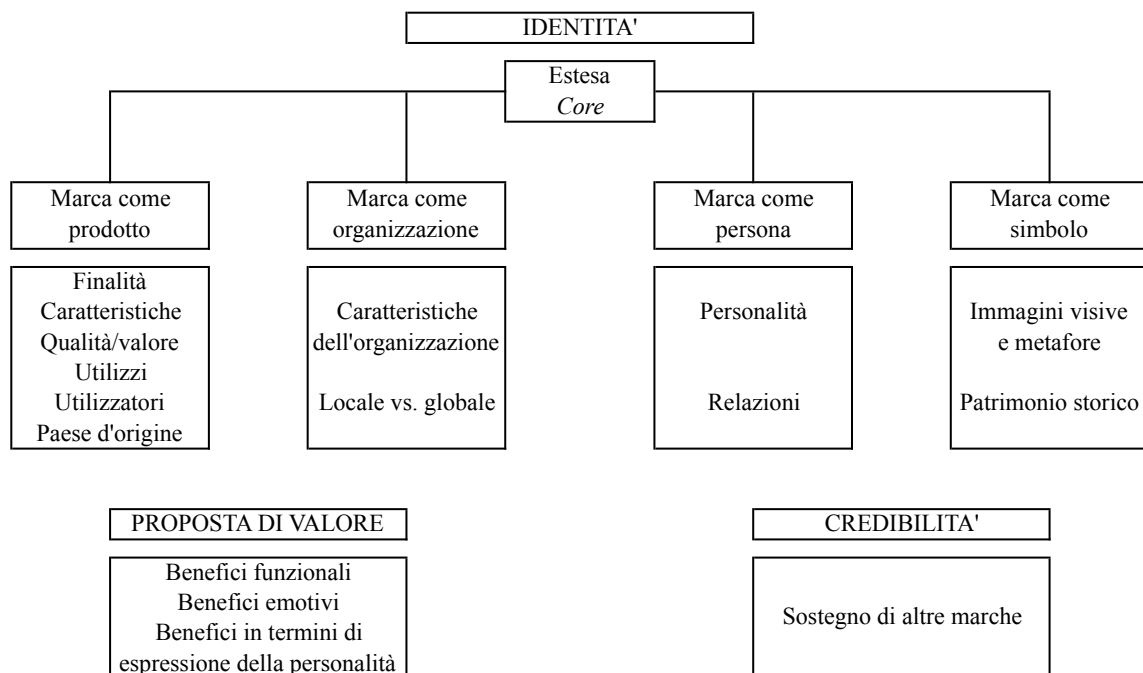 IDENTITA'
Estesa
Core
Marca come
prodotto
Marca come
organizzazione
Marca come
persona
Marca come
simbolo
Finalità
Caratteristiche
Qualità/valore
Utilizzi
Utilizzatori
Paese d'origine
Caratteristiche
dell'organizzazione
Locale vs. globale
Personalità
Relazioni
Immagini visive
e metafore
Patrimonio storico
PROPOSTA DI VALORE
Benefici funzionali
Benefici emotivi
Benefici in termini di
espressione della personalità
CREDIBILITA'
Sostegno di altre marche